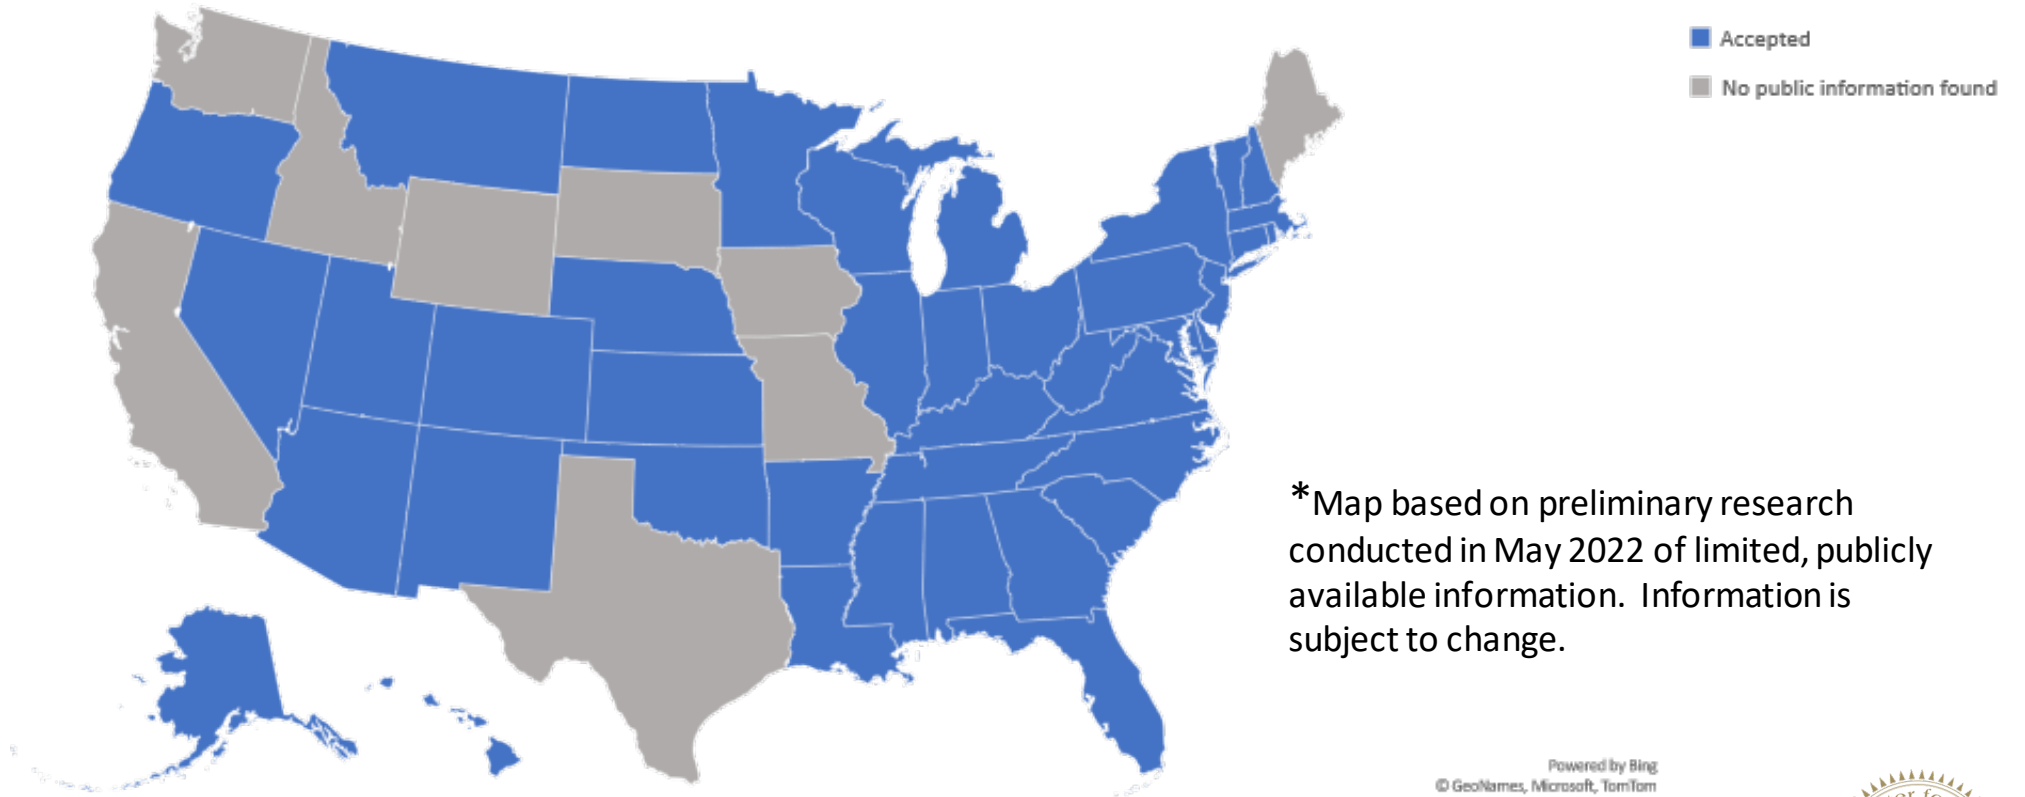 Accepted
No public information found
*Map based on preliminary research
conducted in May 2022 of limited, publicly
available information.  Information is
subject to change.
Powered by Bing
© GeoNames, Microsoft, TomTom